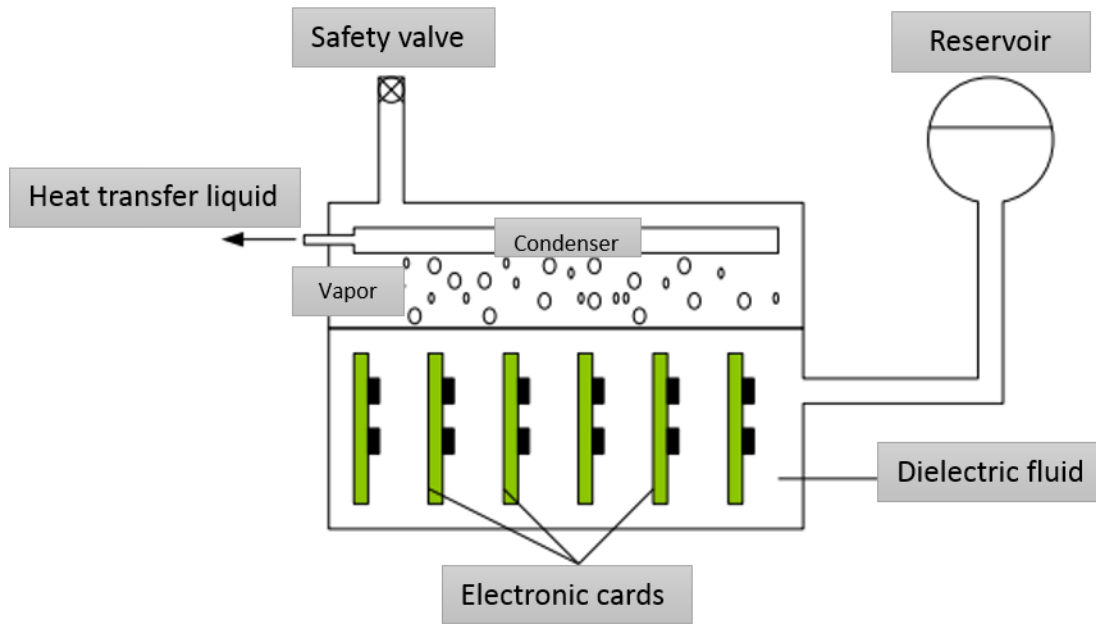 Safety valve
Reservoir
Heat transfer liquid
Condenser
Vapor
Dielectric fluid
Electronic cards